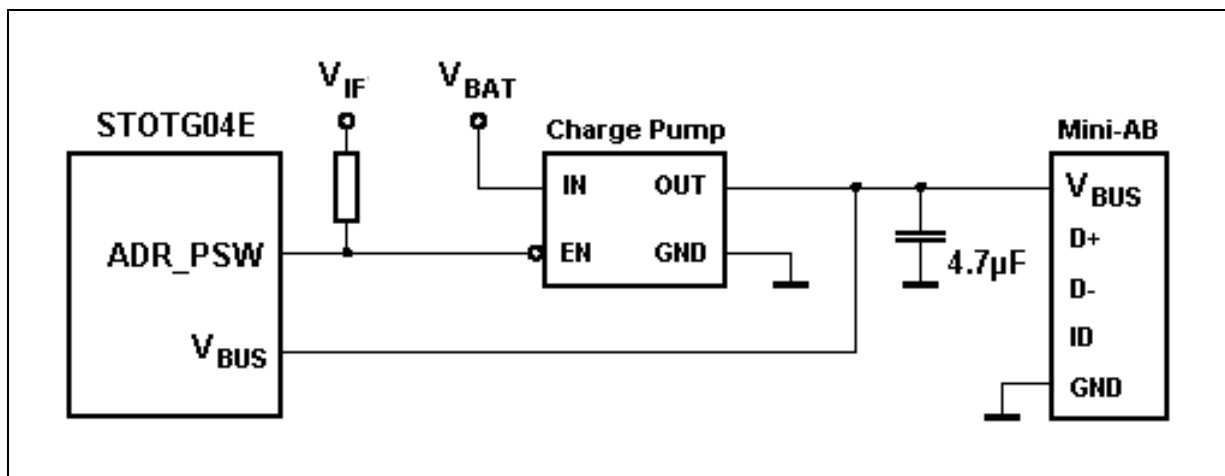 V_IF
V_BAT
STOTG04E
Charge Pump
Mini-AB
IN
OUT
V_BUS
ADR_PSW
EN
GND
D+
4.7µF
D-
V_BUS
ID
GND